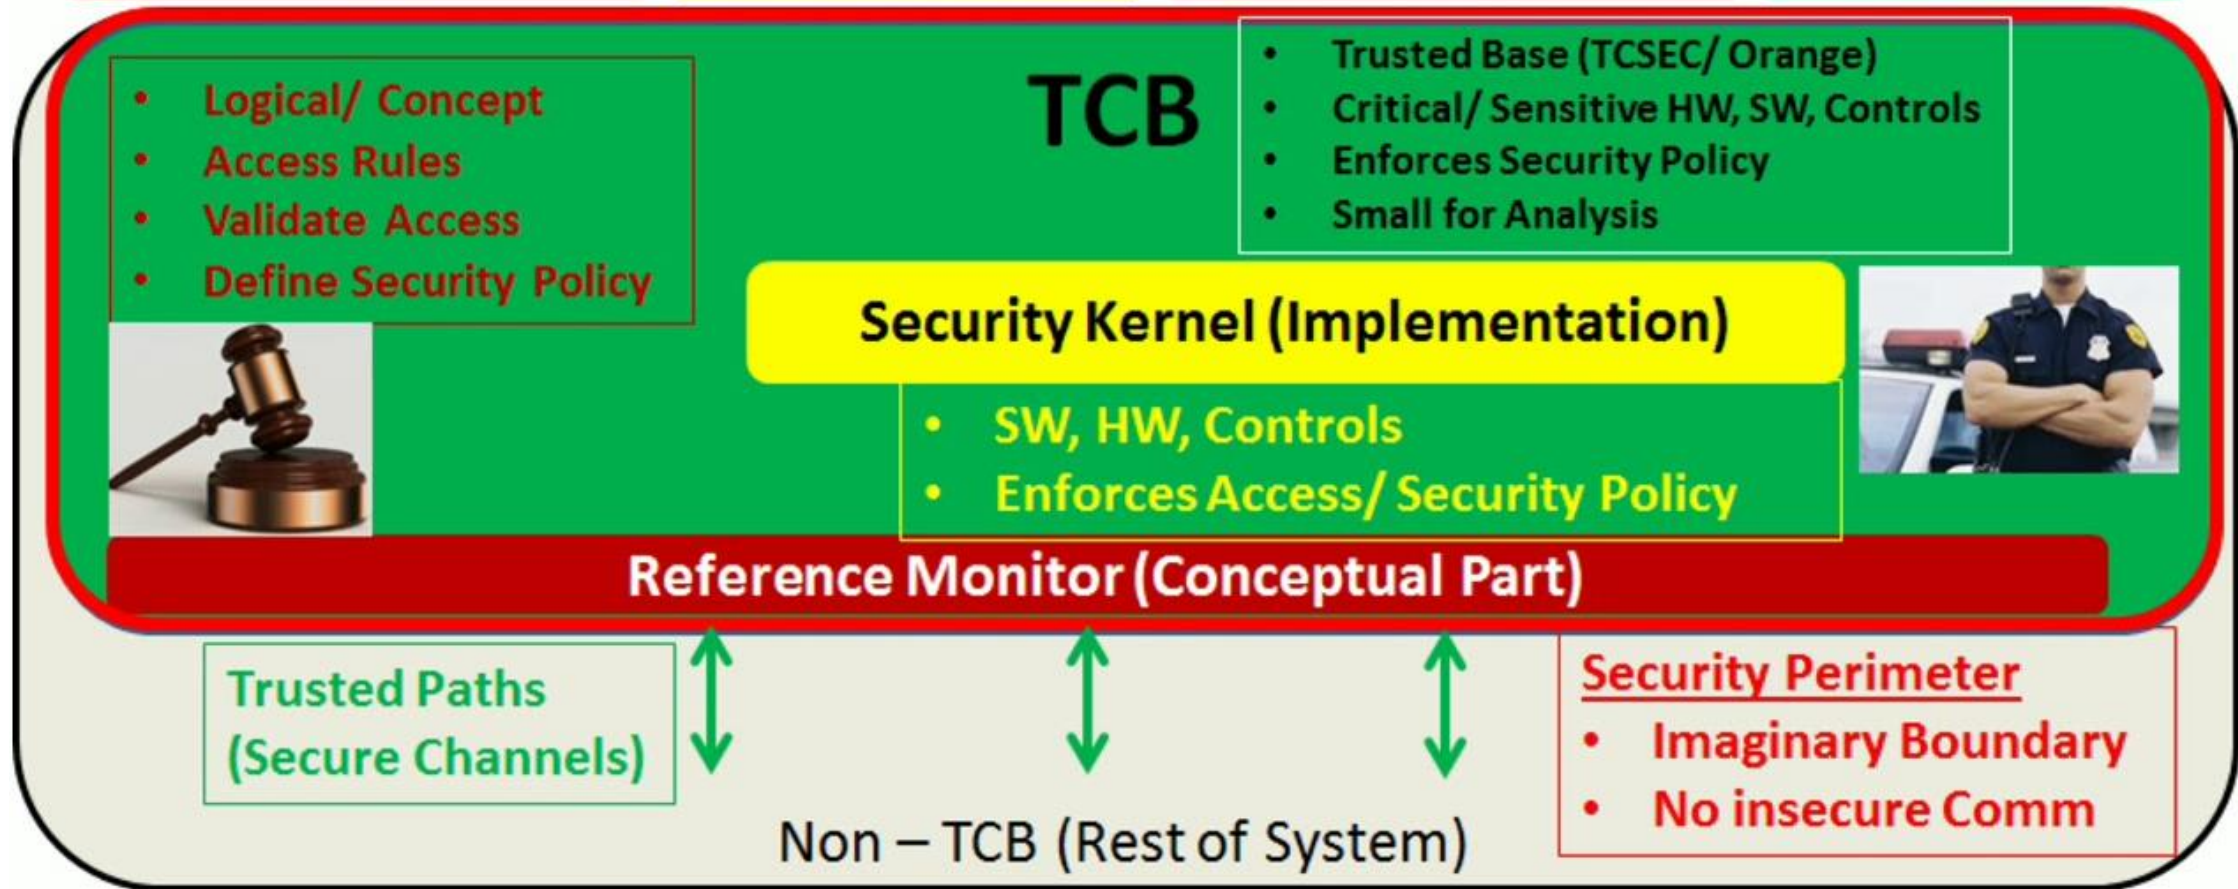 • Logical/ Concept
• Access Rules
• Validate Access
• Define Security Policy
TCB
• Trusted Base (TCSEC/ Orange)
• Critical/ Sensitive HW, SW, Controls
• Enforces Security Policy
• Small for Analysis
Security Kernel (Implementation)
• SW, HW, Controls
• Enforces Access/ Security Policy
Reference Monitor (Conceptual Part)
Trusted Paths
(Secure Channels)
Security Perimeter
• Imaginary Boundary
• No insecure Comm
Non – TCB (Rest of System)